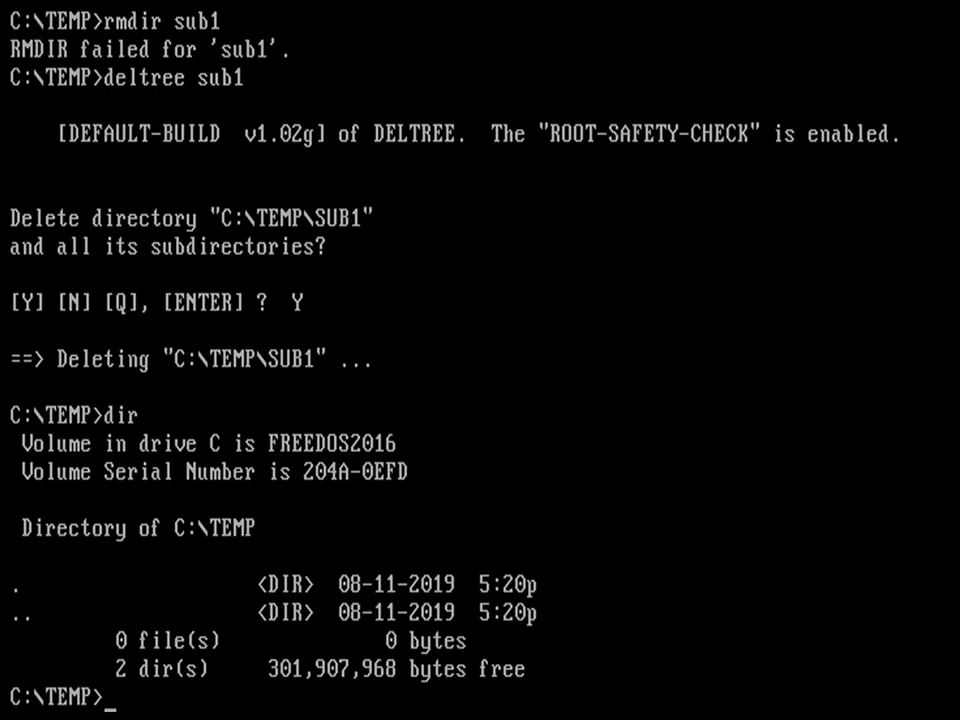 C:\TEMP>rmdir sub1
RMDIR failed for 'sub1'.
C:\TEMP>deltree sub1
[DEFAULT-BUILD  v1.02g] of DELTREE.  The "ROOT-SAFETY-CHECK" is enabled.
Delete directory "C:\TEMP\SUB1"
and all its subdirectories?
[Y] [N] [Q], [ENTER] ?  Y
==> Deleting "C:\TEMP\SUB1" ...
C:\TEMP>dir
Volume in drive C is FREEDOS2016
Volume Serial Number is 204A-0EFD
Directory of C:\TEMP
.                    <DIR>  08-11-2019  5:20p
..                   <DIR>  08-11-2019  5:20p
0 file(s)              0 bytes
2 dir(s)     301,907,968 bytes free
C:\TEMP>_